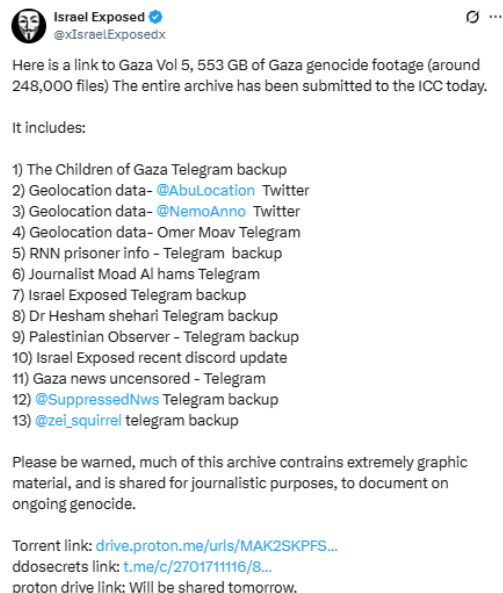 Israel Exposed
@xIsraelExposedx
Here is a link to Gaza Vol 5, 553 GB of Gaza genocide footage (around
248,000 files) The entire archive has been submitted to the ICC today.
It includes:
1) The Children of Gaza Telegram backup
2) Geolocation data- @AbuLocation Twitter
3) Geolocation data- @NemoAnno Twitter
4) Geolocation data- Omer Moav Telegram
5) RNN prisoner info - Telegram backup
6) Journalist Moad Al hams Telegram
7) Israel Exposed Telegram backup
8) Dr Hesham shehari Telegram backup
9) Palestinian Observer - Telegram backup
10) Israel Exposed recent discord update
11) Gaza news uncensored - Telegram
12) @SuppressedNws Telegram backup
13) @zei_squirrel telegram backup
Please be warned, much of this archive contrains extremely graphic
material, and is shared for journalistic purposes, to document on
ongoing genocide.
Torrent link: drive.proton.me/urls/MAK2SKPFS...
ddosecrets link: t.me/c/2701711116/8...
proton drive link: Will be shared tomorrow.